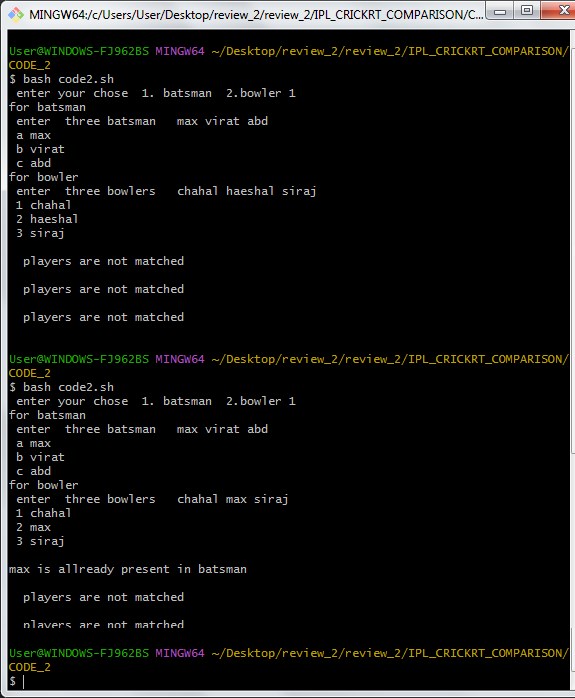 MINGW64:/c/Users/User/Desktop/review_2/review_2/IPL_CRICKRT_COMPARISON/C...
User@WINDOWS-FJ962BS MINGW64 ~/Desktop/review_2/review_2/IPL_CRICKRT_COMPARISON/
CODE_2
$ bash code2.sh
enter your chose  1. batsman  2.bowler 1
for batsman
enter  three batsman   max virat abd
a max
b virat
c abd
for bowler
enter  three bowlers   chahal haeshal siraj
1 chahal
2 haeshal
3 siraj
players are not matched
players are not matched
players are not matched
User@WINDOWS-FJ962BS MINGW64 ~/Desktop/review_2/review_2/IPL_CRICKRT_COMPARISON/
CODE_2
$ bash code2.sh
enter your chose  1. batsman  2.bowler 1
for batsman
enter  three batsman   max virat abd
a max
b virat
c abd
for bowler
enter  three bowlers   chahal max siraj
1 chahal
2 max
3 siraj
max is allready present in batsman
players are not matched
players are not matched
User@WINDOWS-FJ962BS MINGW64 ~/Desktop/review_2/review_2/IPL_CRICKRT_COMPARISON/
CODE_2
$